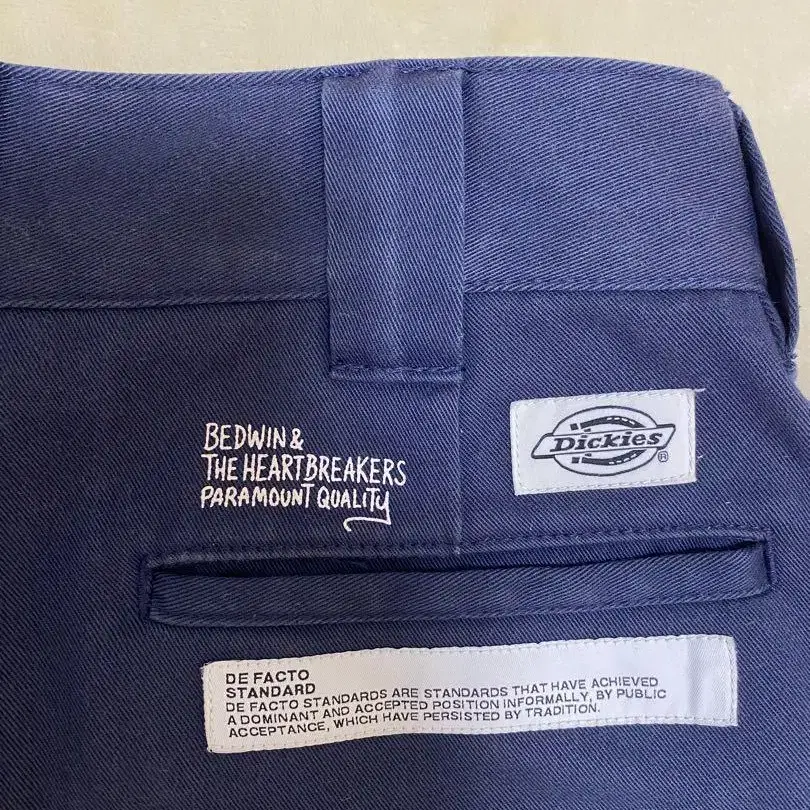 BEDWIN &
THE HEARTBREAKERS
PARAMOUNT QUALITY
Dickies®
DE FACTO
STANDARD
DE FACTO STANDARDS ARE STANDARDS THAT HAVE ACHIEVED
A DOMINANT AND ACCEPTED POSITION INFORMALLY, BY PUBLIC
ACCEPTANCE, WHICH HAVE PERSISTED BY TRADITION.